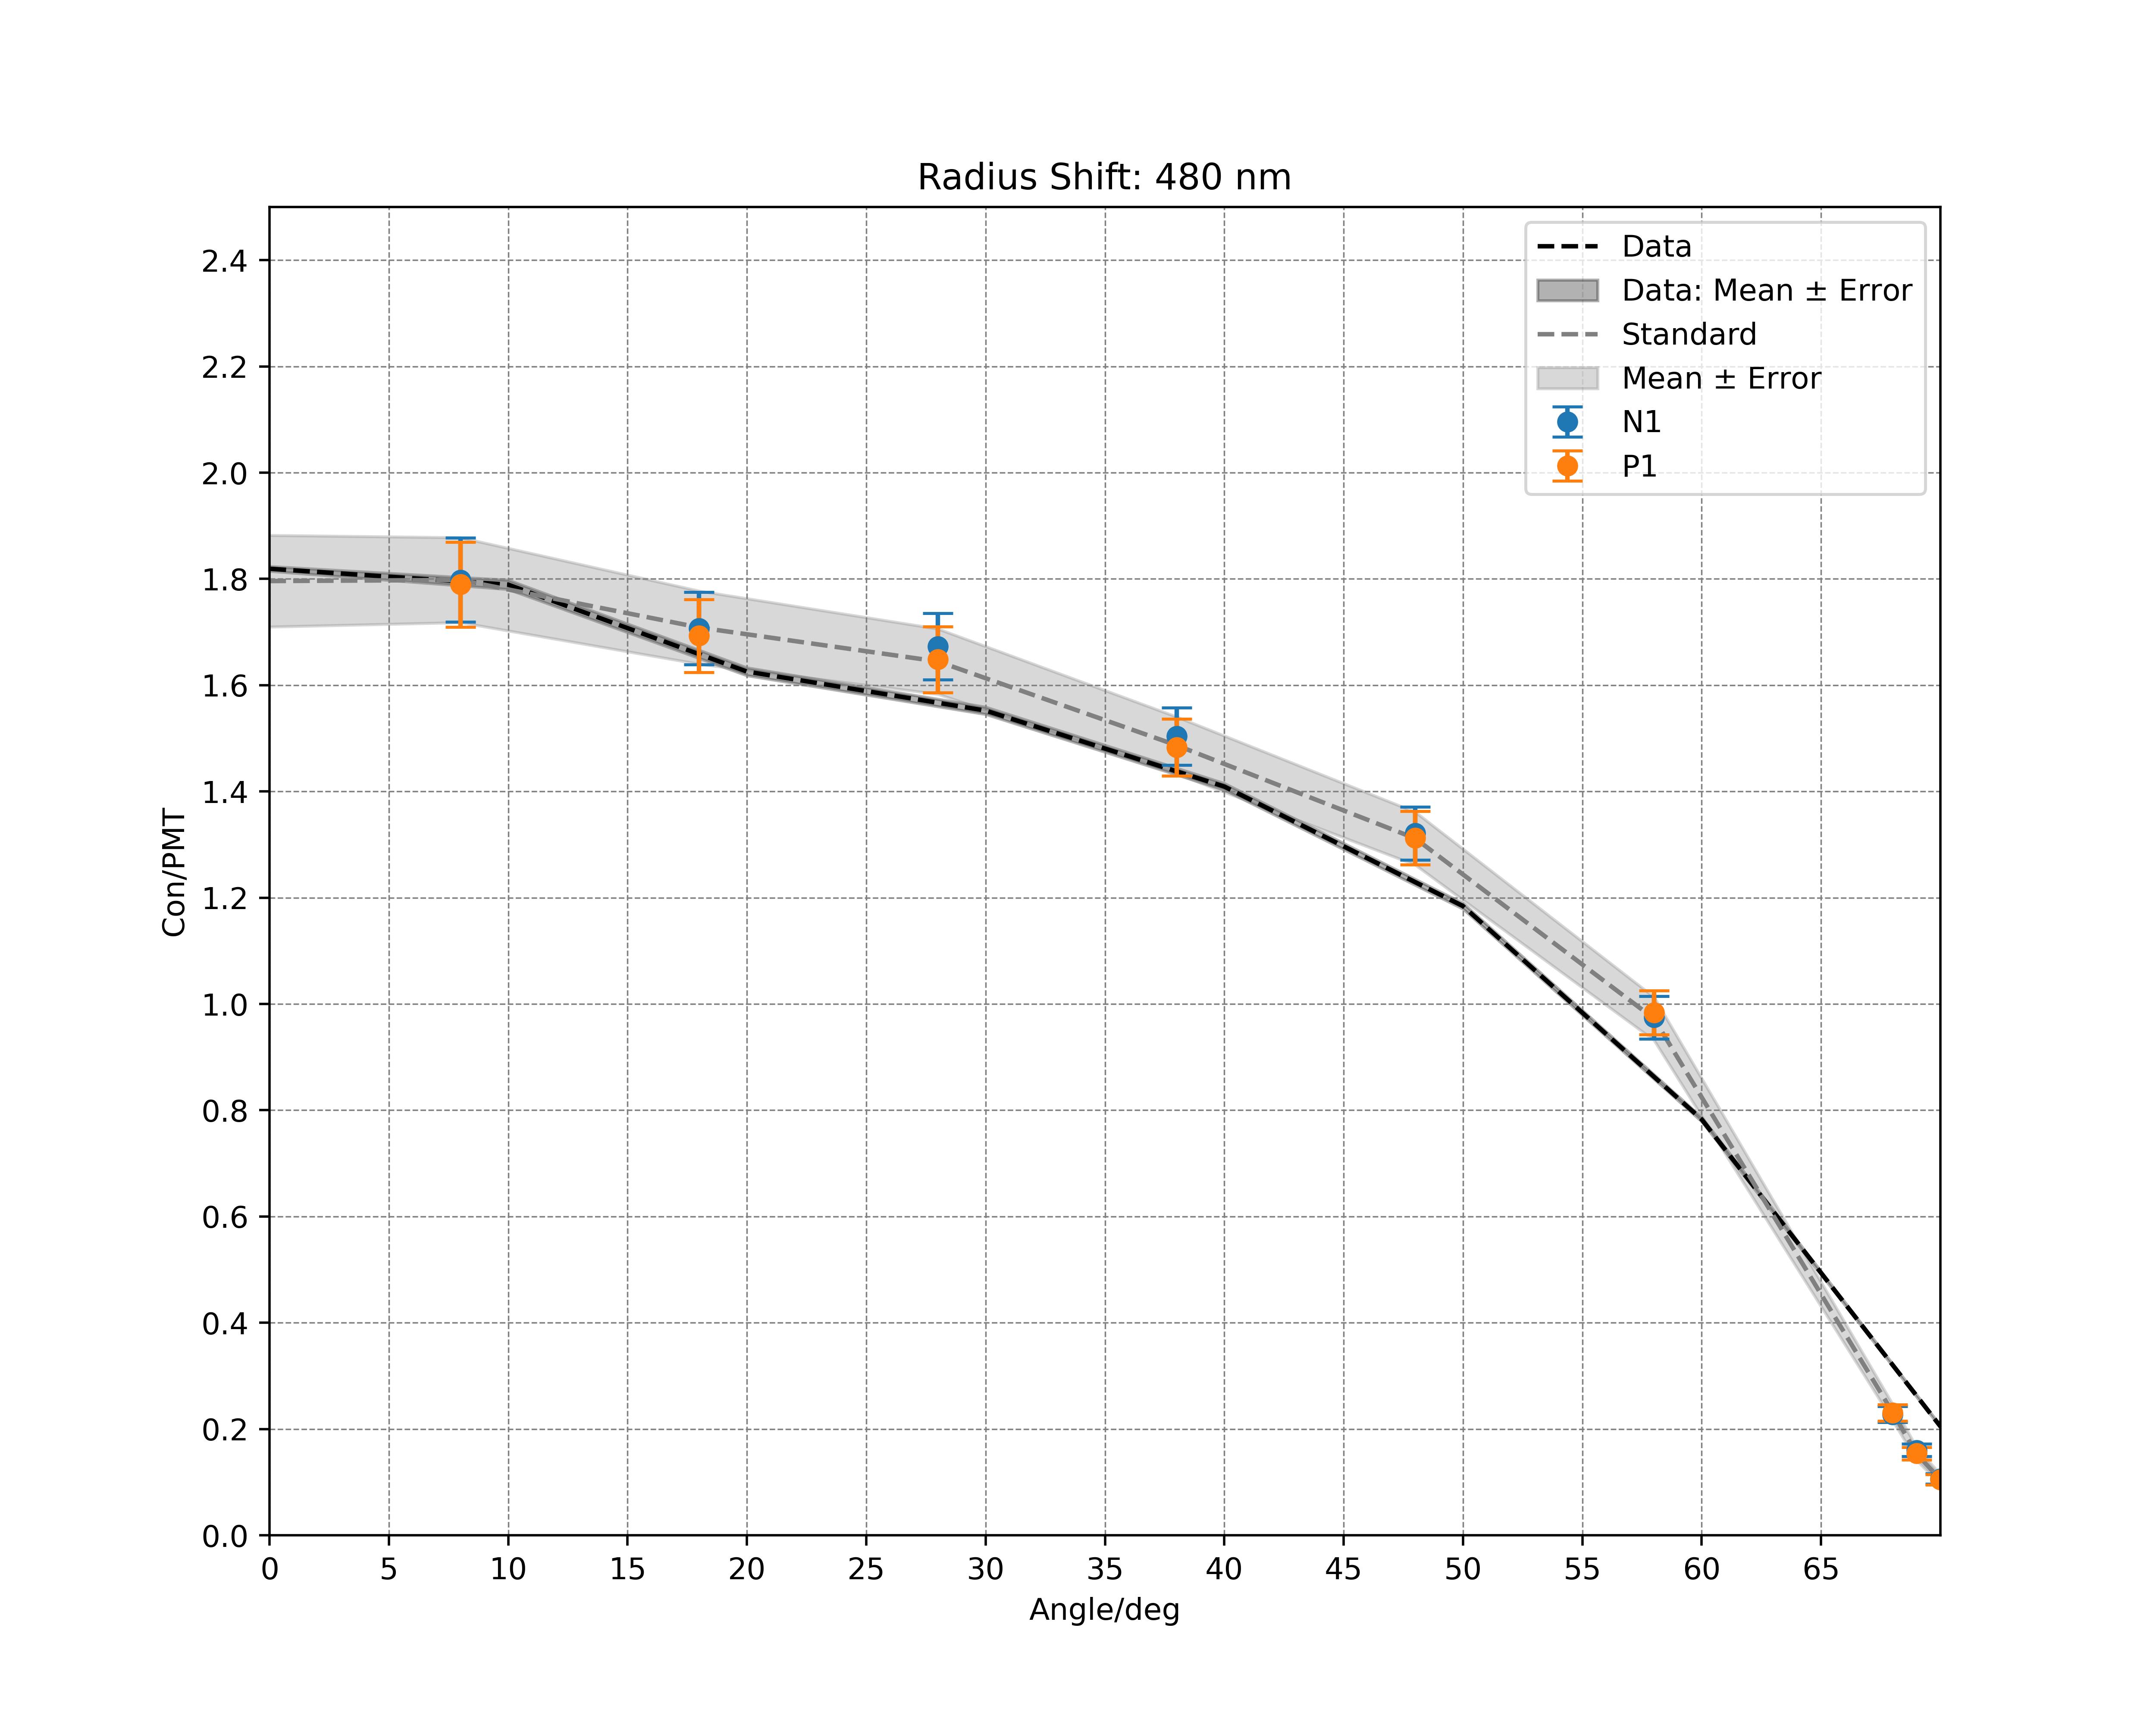 Radius Shift: 480 nm
Data
Data: Mean ± Error
Standard
Mean ± Error
N1
P1
Con/PMT
2.4
2.2
2.0
1.8
1.6
1.4
1.2
1.0
0.8
0.6
0.4
0.2
0.0
0 5 10 15 20 25 30 35 40 45 50 55 60 65
Angle/deg